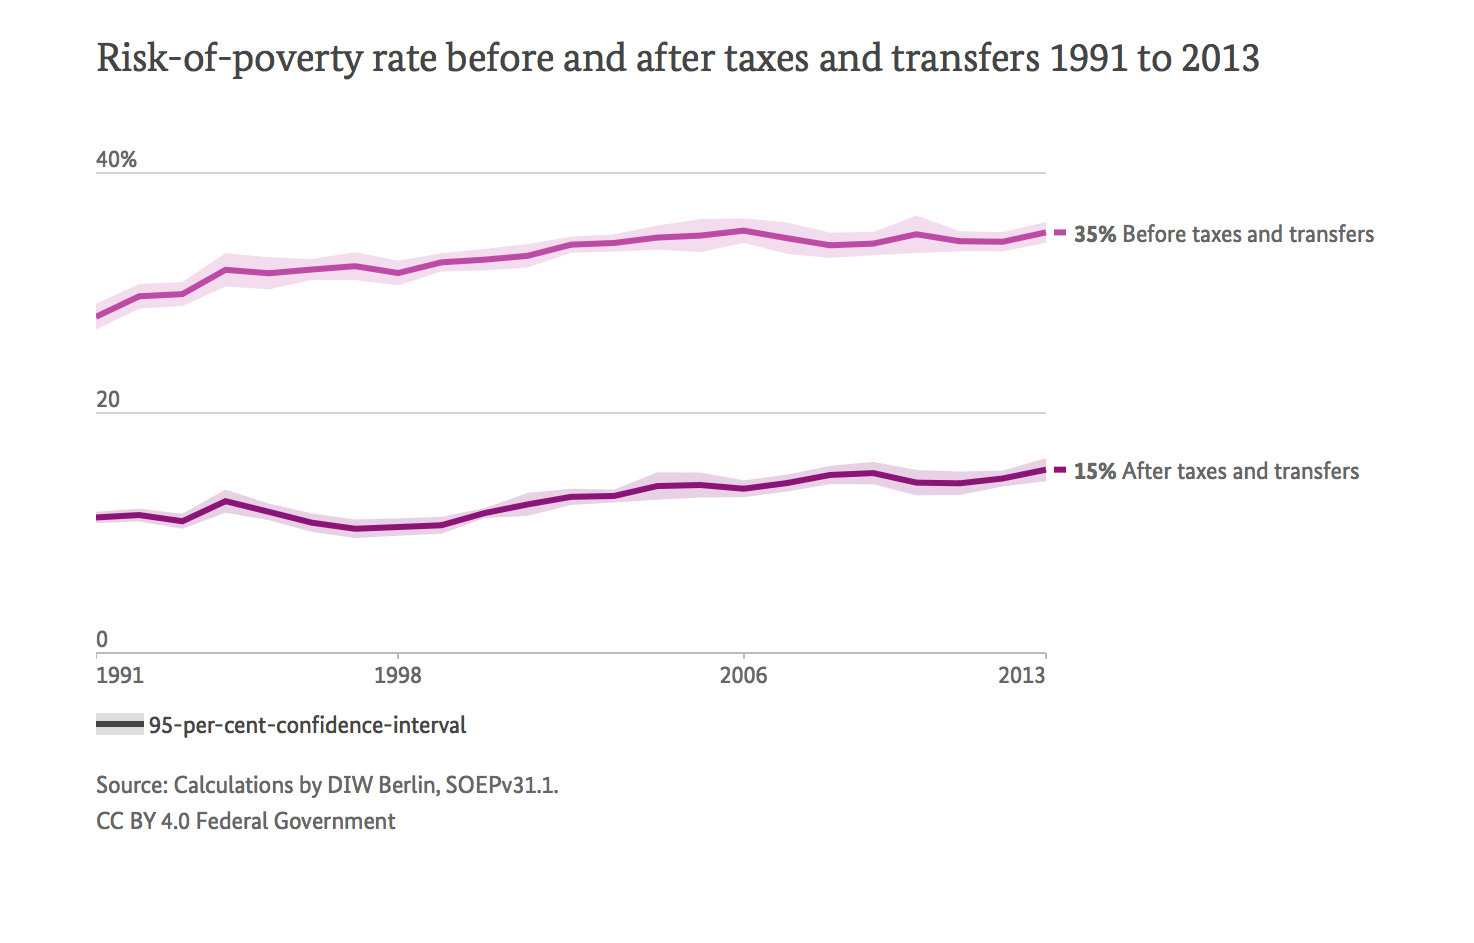 Risk-of-poverty rate before and after taxes and transfers 1991 to 2013
40%
35% Before taxes and transfers
20
15% After taxes and transfers
0
1991 1998 2006 2013
95-per-cent-confidence-interval
Source: Calculations by DIW Berlin, SOEPv31.1.
CC BY 4.0 Federal Government